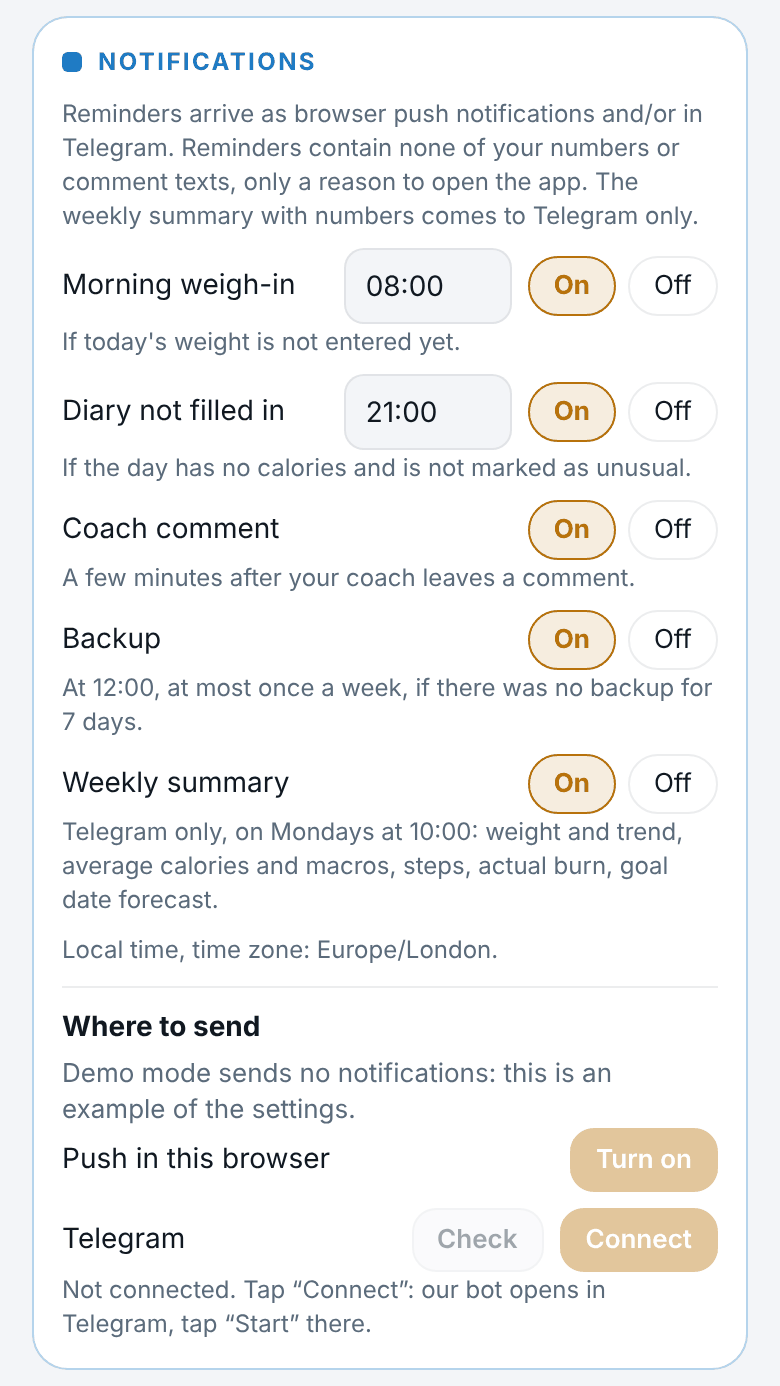 NOTIFICATIONS
Reminders arrive as browser push notifications and/or in
Telegram. Reminders contain none of your numbers or
comment texts, only a reason to open the app. The
weekly summary with numbers comes to Telegram only.
Morning weigh-in 08:00 On Off
If today's weight is not entered yet.
Diary not filled in 21:00 On Off
If the day has no calories and is not marked as unusual.
Coach comment On Off
A few minutes after your coach leaves a comment.
Backup On Off
At 12:00, at most once a week, if there was no backup for
7 days.
Weekly summary On Off
Telegram only, on Mondays at 10:00: weight and trend,
average calories and macros, steps, actual burn, goal
date forecast.
Local time, time zone: Europe/London.
Where to send
Demo mode sends no notifications: this is an
example of the settings.
Push in this browser Turn on
Telegram Check Connect
Not connected. Tap “Connect”: our bot opens in
Telegram, tap “Start” there.